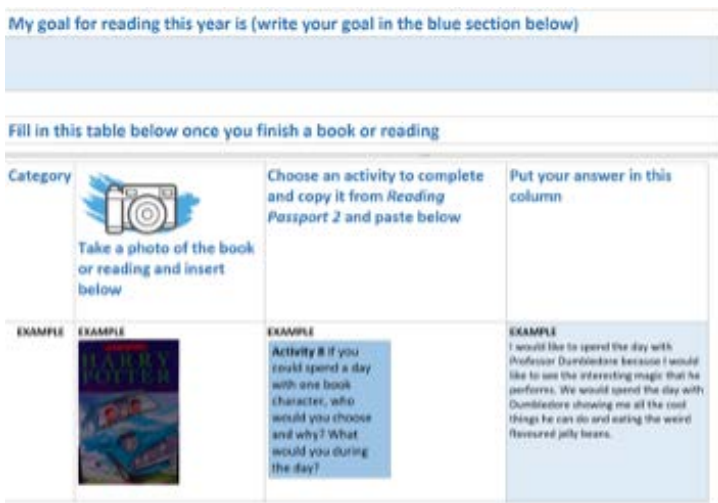 My goal for reading this year is (write your goal in the blue section below)
Fill in this table below once you finish a book or reading
Category
Take a photo of the book
or reading and insert
below
Choose an activity to complete
and copy it from Reading
Passport 2 and paste below
Put your answer in this
column
EXAMPLE
EXAMPLE
HARRY
POTTER
EXAMPLE
Activity 8 If you
could spend a day
with one book
character, who
would you choose
and why? What
would you during
the day?
EXAMPLE
I would like to spend the day with
Professor Dumbledore because I would
like to see the interesting magic that he
performs. We would spend the day with
Dumbledore showing me all the cool
things he can do and eating the weird
flavoured jelly beans.